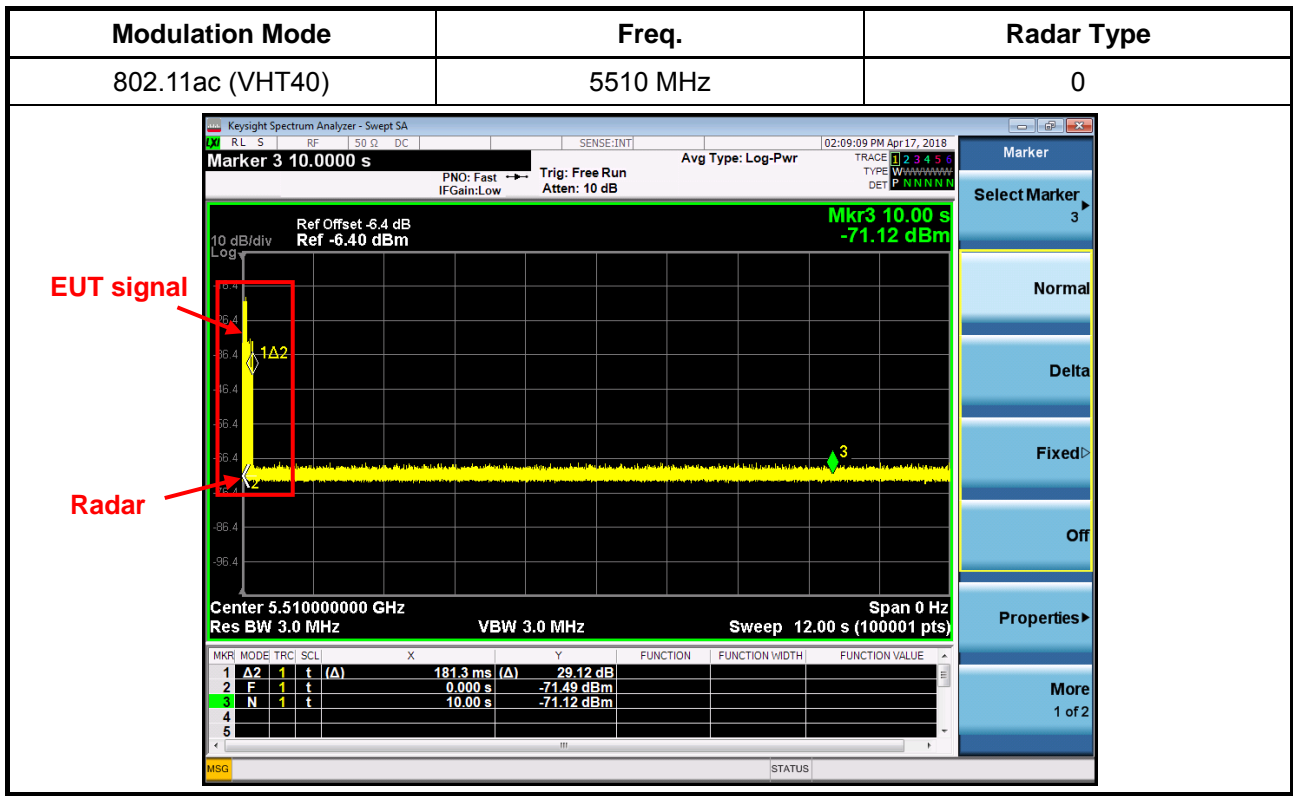 Modulation Mode Freq. Radar Type
802.11ac (VHT40) 5510 MHz 0
Keysight Spectrum Analyzer - Swept SA
LXI RL S RF 50 Ω DC SENSE:INT 02:09:09 PM Apr 17, 2018
Marker 3 10.0000 s Avg Type: Log-Pwr TRACE 1 2 3 4 5 6
PNO: Fast Trig: Free Run TYPE WWWWWW
IFGain:Low Atten: 10 dB DET P N N N N N
Marker
Select Marker
3
Normal
Delta
Fixed
Off
Properties
More
1 of 2
Mkr3 10.00 s
-71.12 dBm
Ref Offset -6.4 dB
10 dB/div Ref -6.40 dBm
Log
-16.4
-26.4
-36.4
-46.4
-56.4
-66.4
-76.4
-86.4
-96.4
EUT signal
1Δ2
3
2
Radar
Center 5.510000000 GHz Span 0 Hz
Res BW 3.0 MHz VBW 3.0 MHz Sweep 12.00 s (100001 pts)
MKR MODE TRC SCL X Y FUNCTION FUNCTION WIDTH FUNCTION VALUE
1 Δ2 1 t (Δ) 181.3 ms (Δ) 29.12 dB
2 F 1 t 0.000 s -71.49 dBm
3 N 1 t 10.00 s -71.12 dBm
4
5
MSG STATUS